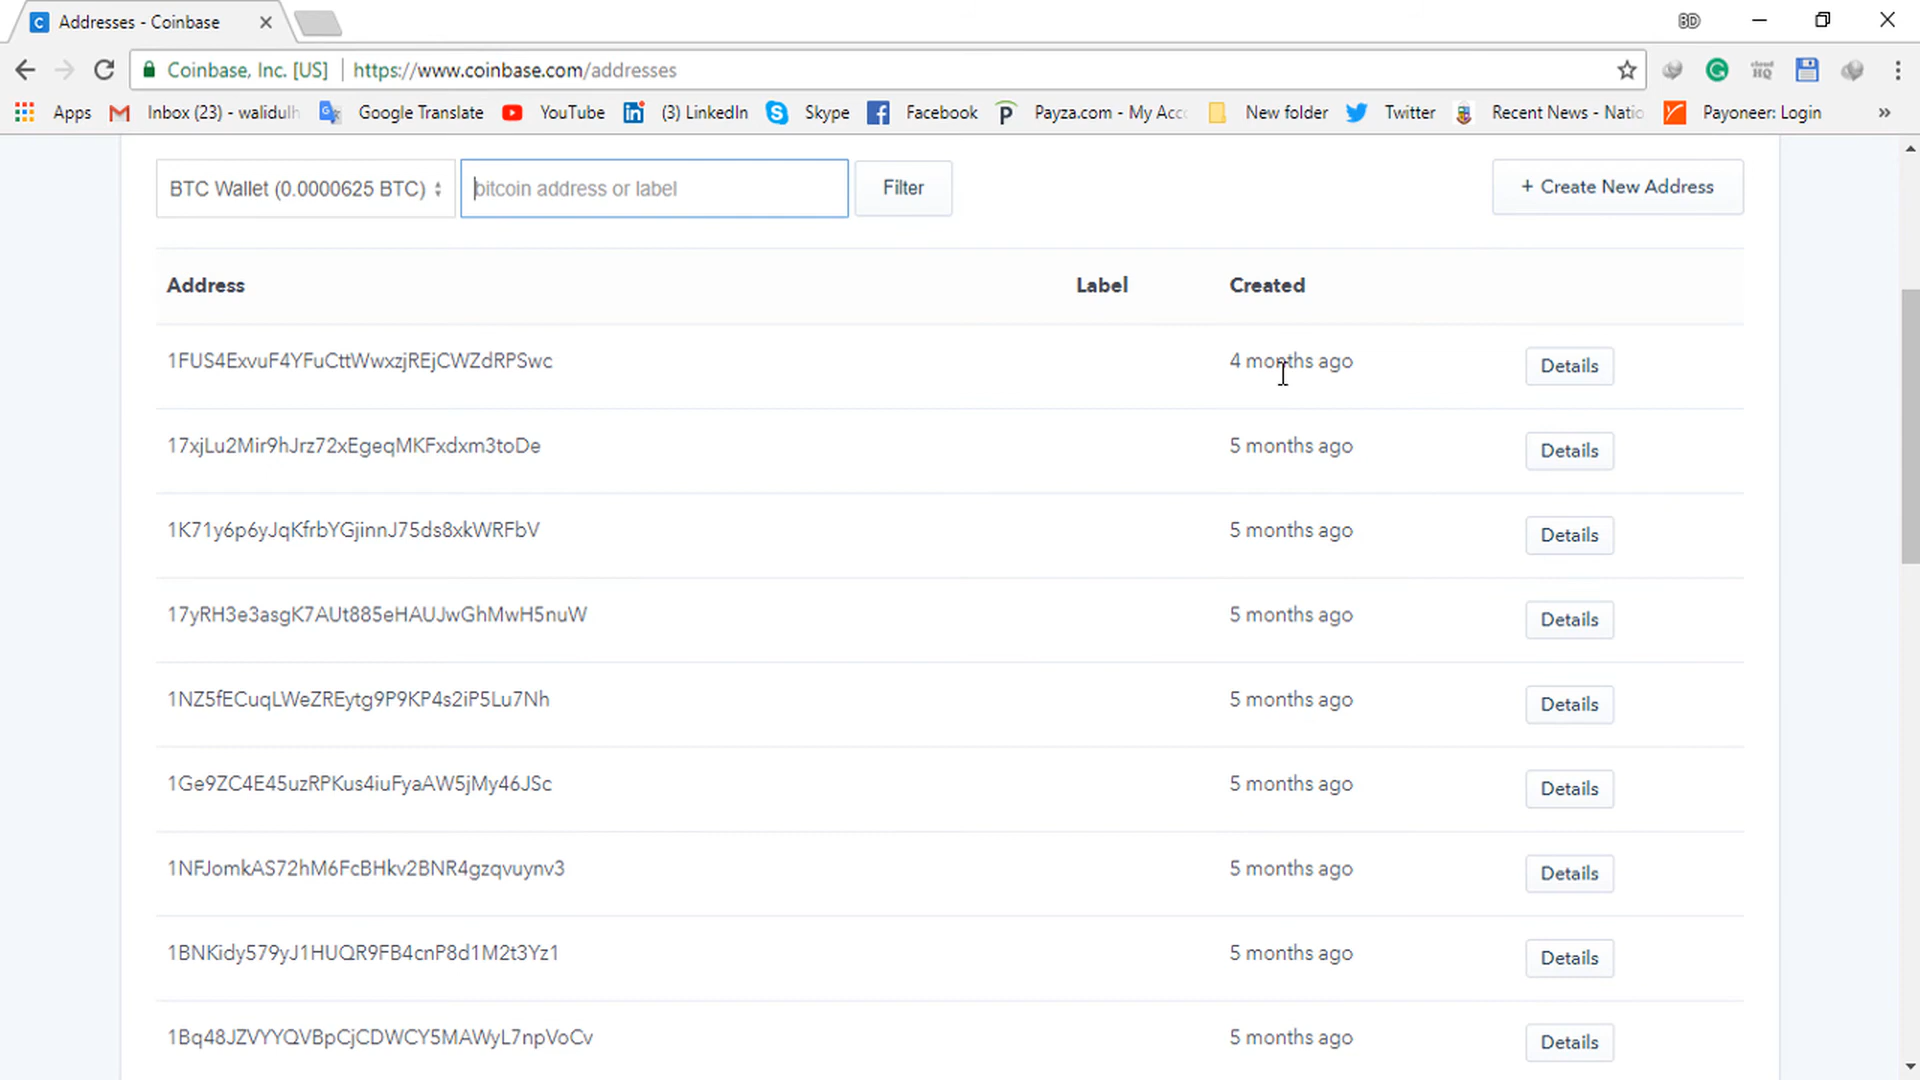 Addresses - Coinbase
BD
Coinbase, Inc. [US] https://www.coinbase.com/addresses
Apps Inbox (23) - walidulh Google Translate YouTube (3) LinkedIn Skype Facebook Payza.com - My Acc New folder Twitter Recent News - Natio Payoneer: Login »
BTC Wallet (0.0000625 BTC) bitcoin address or label Filter + Create New Address
Address Label Created
1FUS4ExvuF4YFuCttWwxzjREjCWZdRPSwc 4 months ago Details
17xjLu2Mir9hJrz72xEgeqMKFxdxm3toDe 5 months ago Details
1K71y6p6yJqKfrbYGjinnJ75ds8xkWRFbV 5 months ago Details
17yRH3e3asgK7AUt885eHAUJwGhMwH5nuW 5 months ago Details
1NZ5fECuqLWeZREytg9P9KP4s2iP5Lu7Nh 5 months ago Details
1Ge9ZC4E45uzRPKus4iuFyaAW5jMy46JSc 5 months ago Details
1NFJomkAS72hM6FcBHkv2BNR4gzqvuynv3 5 months ago Details
1BNKidy579yJ1HUQR9FB4cnP8d1M2t3Yz1 5 months ago Details
1Bq48JZVYYQVBpCjCDWCY5MAWyL7npVoCv 5 months ago Details